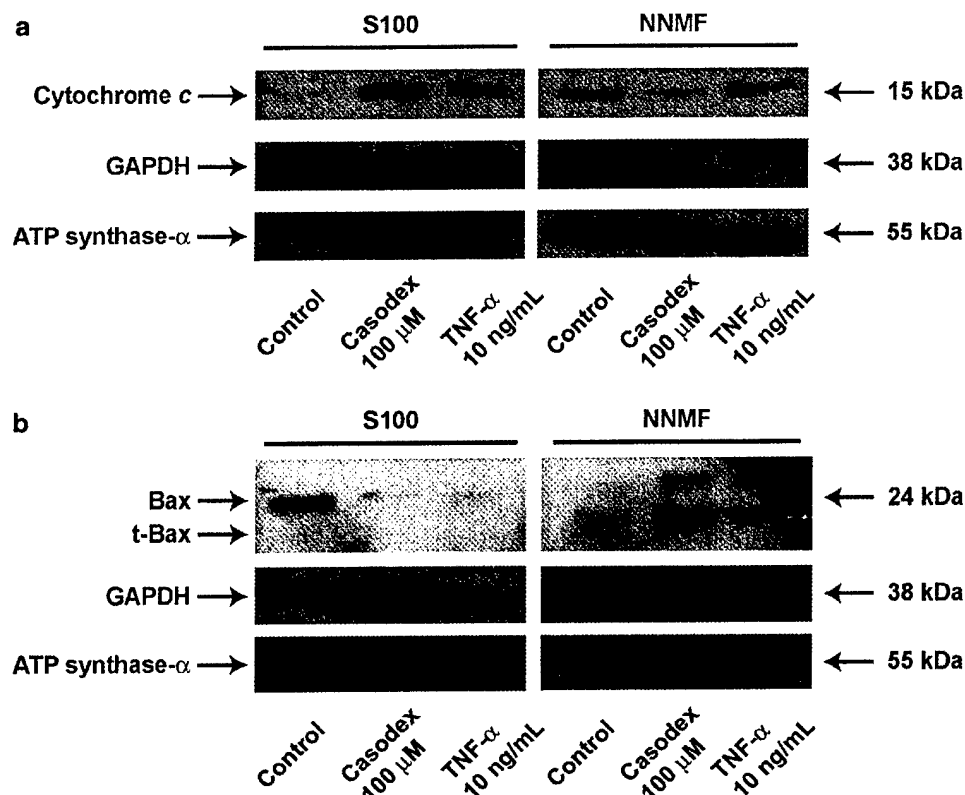 a
S100 NNMF
Cytochrome c 15 kDa
GAPDH 38 kDa
ATP synthase-α 55 kDa
Control Casodex 100 μM TNF-α 10 ng/mL Control Casodex 100 μM TNF-α 10 ng/mL
b
S100 NNMF
Bax 24 kDa
t-Bax
GAPDH 38 kDa
ATP synthase-α 55 kDa
Control Casodex 100 μM TNF-α 10 ng/mL Control Casodex 100 μM TNF-α 10 ng/mL